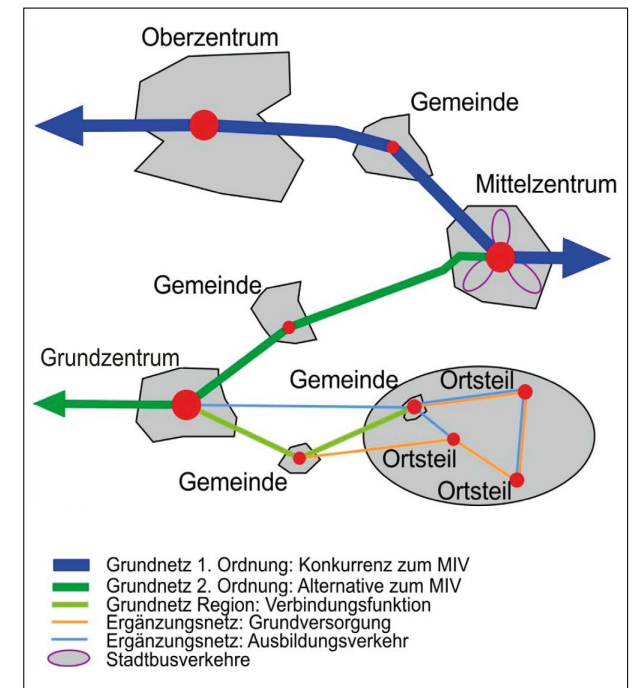 Oberzentrum
Gemeinde
Mittelzentrum
Gemeinde
Grundzentrum
Gemeinde
Ortsteil
Ortsteil
Gemeinde
Ortsteil
Grundnetz 1. Ordnung: Konkurrenz zum MIV
Grundnetz 2. Ordnung: Alternative zum MIV
Grundnetz Region: Verbindungsfunktion
Ergänzungsnetz: Grundversorgung
Ergänzungsnetz: Ausbildungsverkehr
Stadtbusverkehre